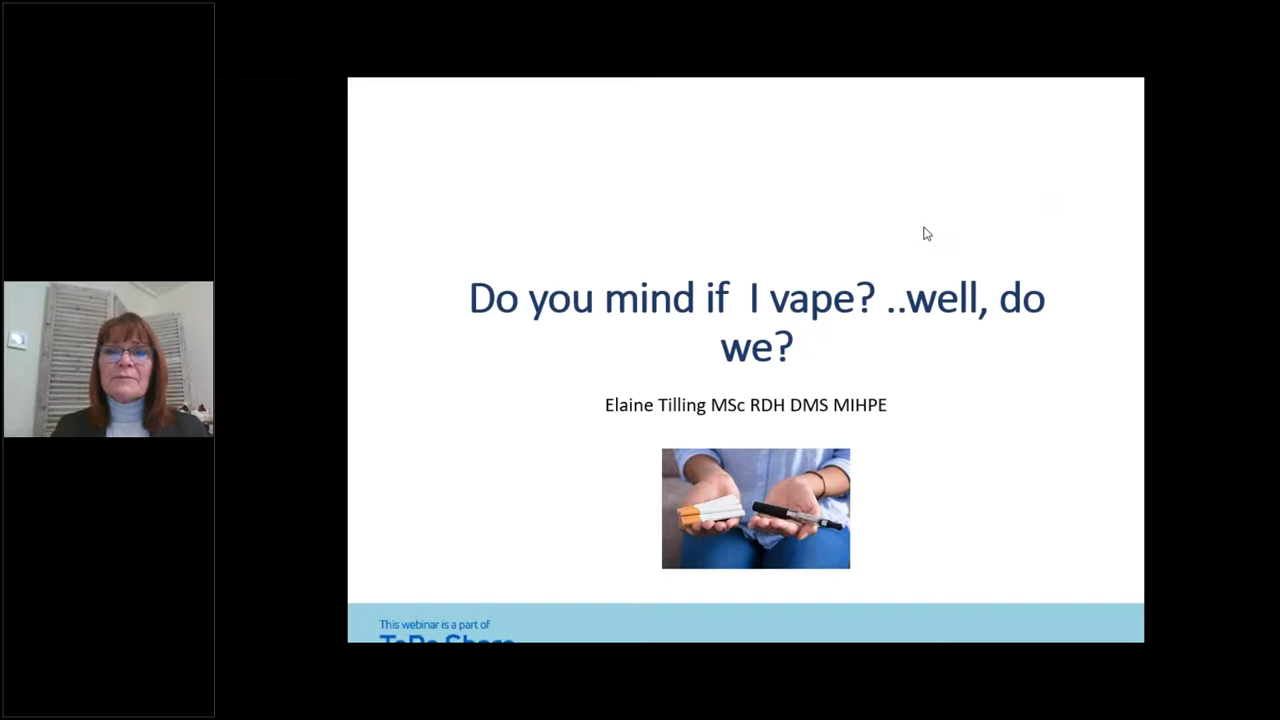 Do you mind if I vape? ..well, do
we?
Elaine Tilling MSc RDH DMS MIHPE
This webinar is a part of
TePe Share